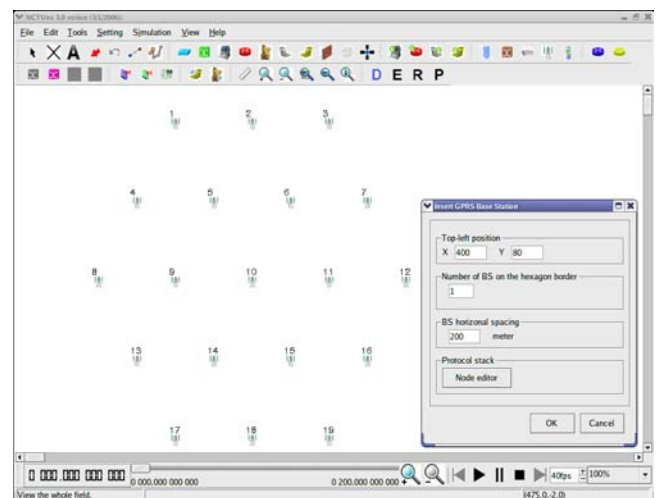 NCTUns 3.0 version (1/1/2006)
File Edit Tools Setting Simulation View Help
A
D E R P
1 2 3
4 5 6 7
Insert GPRS Base Station
Top-left position
X 400 Y 80
8 9 10 11 12
Number of BS on the hexagon border
1
BS horizonal spacing
200 meter
13 14 15 16
Protocol stack
Node editor
17 18 19
OK Cancel
0 000 .000 000 000
0 000.000 000 000
0 200.000 000 000
40fps
100%
View the whole field.
(475.0,-2.0)